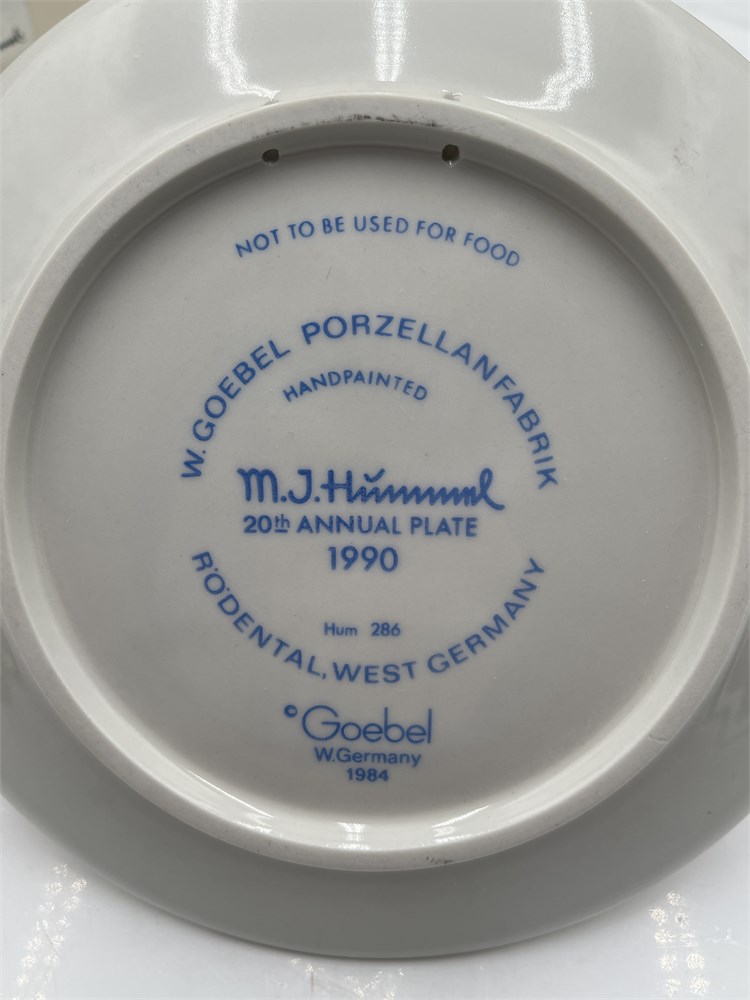 NOT TO BE USED FOR FOOD
W. GOEBEL PORZELLANFABRIK
HANDPAINTED
M.J.Hummel
20th ANNUAL PLATE
1990
Hum 286
RÖDENTAL, WEST GERMANY
© Goebel
W.Germany
1984